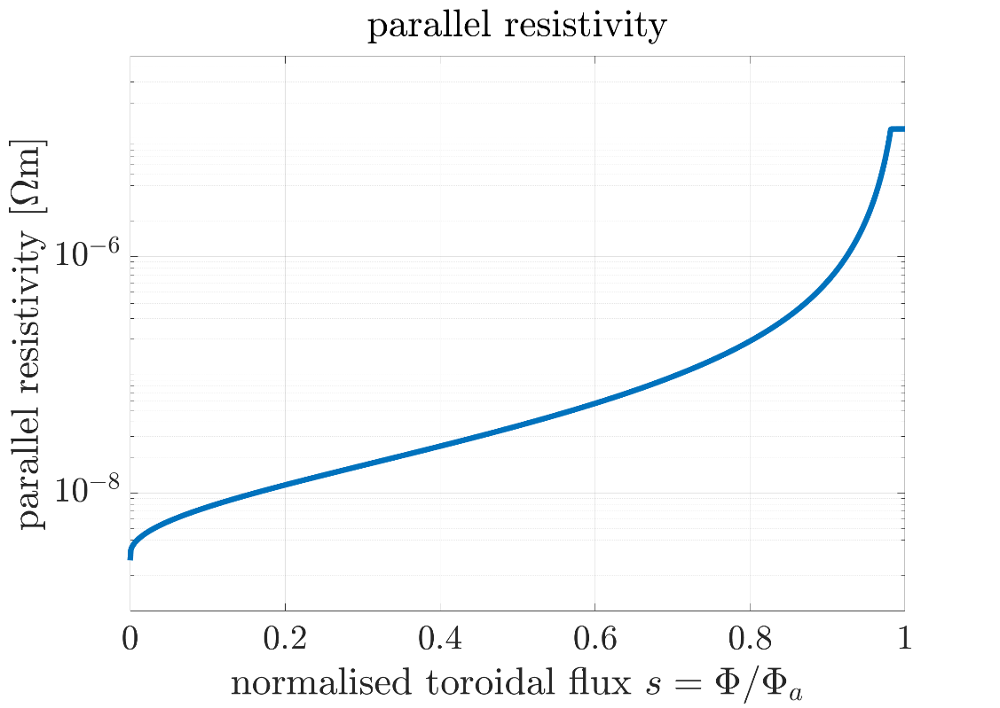 parallel resistivity
parallel resistivity [Ωm]
10⁻⁶
10⁻⁸
0 0.2 0.4 0.6 0.8 1
normalised toroidal flux s = Φ/Φₐ